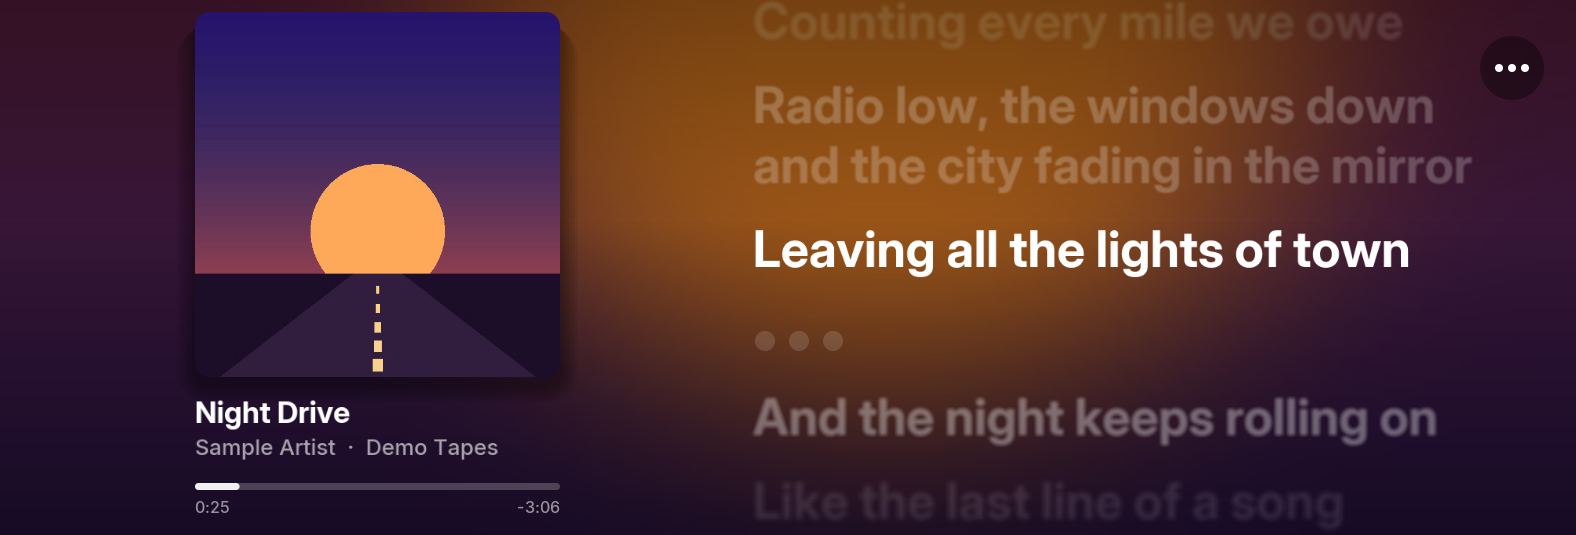 Night Drive
Sample Artist · Demo Tapes
0:25
-3:06
Counting every mile we owe
Radio low, the windows down
and the city fading in the mirror
Leaving all the lights of town
And the night keeps rolling on
Like the last line of a song